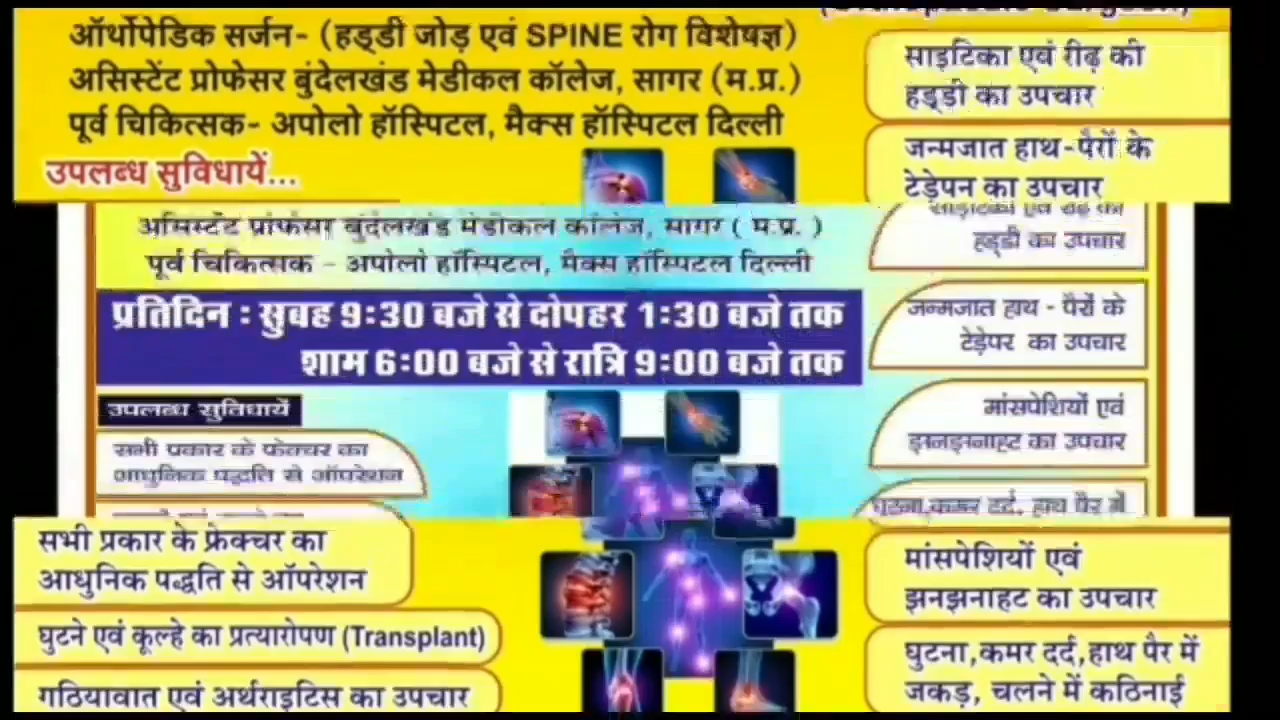 ऑर्थोपेडिक सर्जन- (हड्डी जोड़ एवं SPINE रोग विशेषज्ञ)
असिस्टेंट प्रोफेसर बुंदेलखंड मेडीकल कॉलेज, सागर (म.प्र.)
पूर्व चिकित्सक- अपोलो हॉस्पिटल, मैक्स हॉस्पिटल दिल्ली
उपलब्ध सुविधायें...
साइटिका एवं रीढ़ की
हड्डी का उपचार
जन्मजात हाथ-पैरों के
टेड़ेपन का उपचार
असिस्टेंट प्रोफेसर बुंदेलखंड मेडीकल कॉलेज, सागर ( म.प्र. )
पूर्व चिकित्सक - अपोलो हॉस्पिटल, मैक्स हॉस्पिटल दिल्ली
प्रतिदिन : सुबह 9:30 बजे से दोपहर 1:30 बजे तक
शाम 6:00 बजे से रात्रि 9:00 बजे तक
उपलब्ध सुविधायें
सभी प्रकार के फ्रेक्चर का
आधुनिक पद्धति से ऑपरेशन
हड्डी का उपचार
जन्मजात हाथ - पैरों के
टेड़ेपर का उपचार
मांसपेशियों एवं
झनझनाहट का उपचार
घुटना,कमर दर्द, हाथ पैर में
सभी प्रकार के फ्रेक्चर का
आधुनिक पद्धति से ऑपरेशन
घुटने एवं कूल्हे का प्रत्यारोपण (Transplant)
गठियावात एवं अर्थराइटिस का उपचार
मांसपेशियों एवं
झनझनाहट का उपचार
घुटना,कमर दर्द,हाथ पैर में
जकड़, चलने में कठिनाई